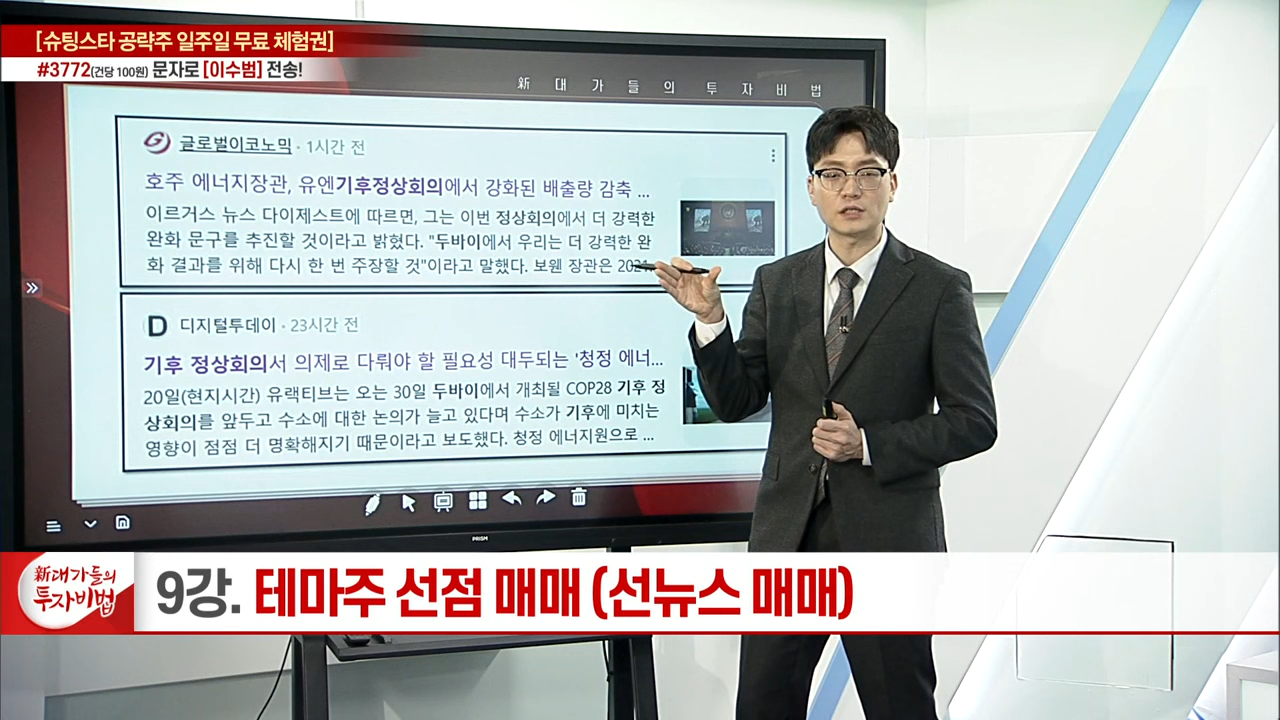 [슈팅스타 공략주 일주일 무료 체험권]
#3772(건당 100원) 문자로 [이수범] 전송!
新 대 가 들 의 투 자 비 법
글로벌이코노믹 · 1시간 전
호주 에너지장관, 유엔기후정상회의에서 강화된 배출량 감축 ...
이르거스 뉴스 다이제스트에 따르면, 그는 이번 정상회의에서 더 강력한
완화 문구를 추진할 것이라고 밝혔다. "두바이에서 우리는 더 강력한 완
화 결과를 위해 다시 한 번 주장할 것"이라고 말했다. 보웬 장관은
D 디지털투데이 · 23시간 전
기후 정상회의서 의제로 다뤄야 할 필요성 대두되는 '청정 에너...
20일(현지시간) 유랙티브는 오는 30일 두바이에서 개최될 COP28 기후 정
상회의를 앞두고 수소에 대한 논의가 늘고 있다며 수소가 기후에 미치는
영향이 점점 더 명확해지기 때문이라고 보도했다. 청정 에너지원으로 ...
PRISM
新대가들의
투자비법
9강. 테마주 선점 매매 (선뉴스 매매)